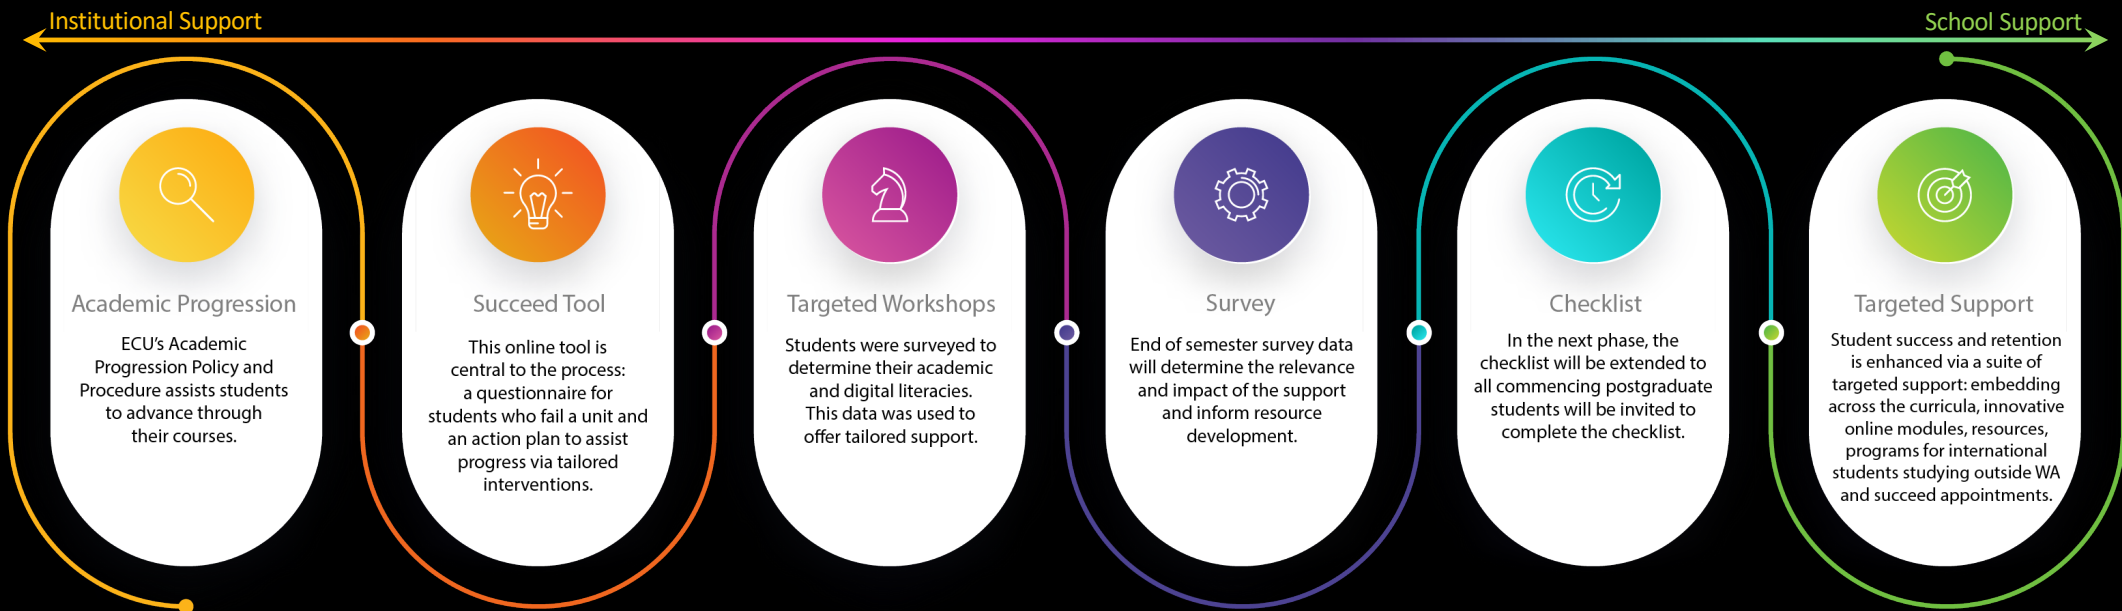 Institutional Support
School Support
Academic Progression
ECU's Academic
Progression Policy and
Procedure assists students
to advance through
their courses.
Succeed Tool
This online tool is
central to the process:
a questionnaire for
students who fail a unit and
an action plan to assist
progress via tailored
interventions.
Targeted Workshops
Students were surveyed to
determine their academic
and digital literacies.
This data was used to
offer tailored support.
Survey
End of semester survey data
will determine the relevance
and impact of the support
and inform resource
development.
Checklist
In the next phase, the
checklist will be extended to
all commencing postgraduate
students will be invited to
complete the checklist.
Targeted Support
Student success and retention
is enhanced via a suite of
targeted support: embedding
across the curricula, innovative
online modules, resources,
programs for international
students studying outside WA
and succeed appointments.